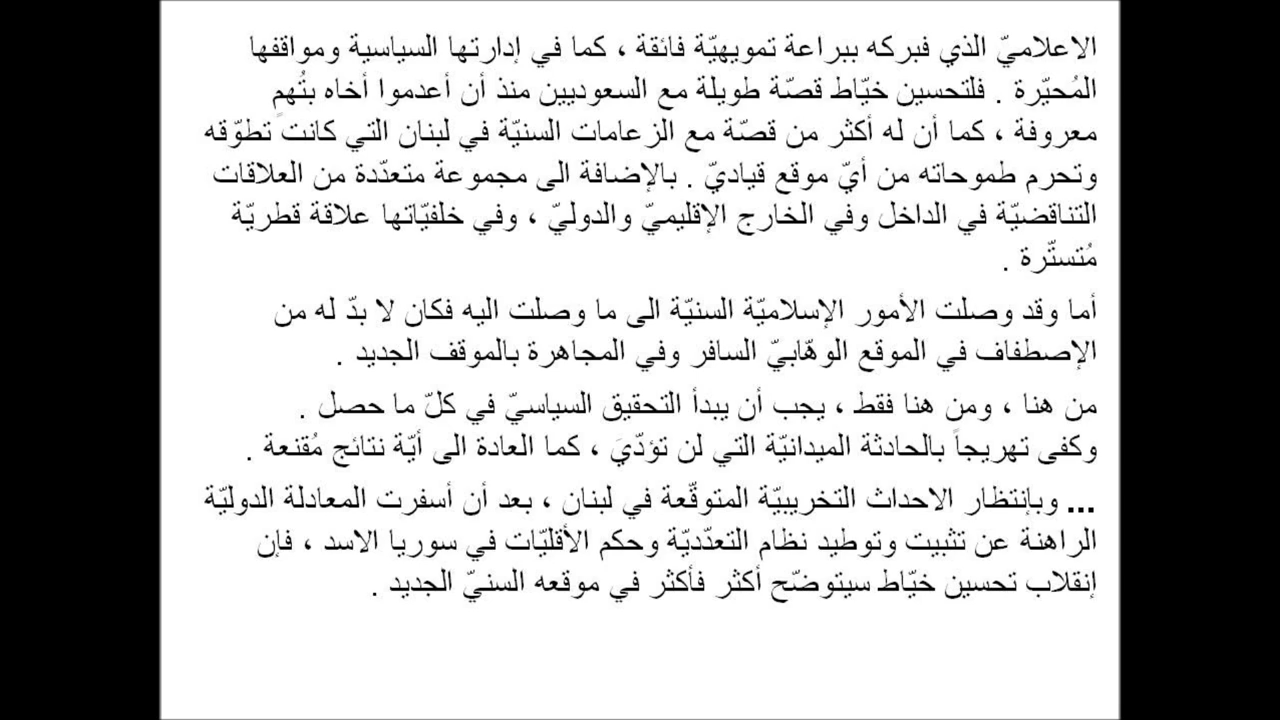 الاعلاميّ الذي فبركه ببراعة تمويهيّة فائقة ، كما في إدارتها السياسية ومواقفها
المُحيّرة . فلتحسين خيّاط قصّة طويلة مع السعوديين منذ أن أعدموا أخاه بتُهمٍ
معروفة ، كما أن له أكثر من قصّة مع الزعامات السنيّة في لبنان التي كانت تطوّقه
وتحرم طموحاته من أيّ موقع قياديّ . بالإضافة الى مجموعة متعدّدة من العلاقات
التناقضيّة في الداخل وفي الخارج الإقليميّ والدوليّ ، وفي خلفيّاتها علاقة قطريّة
مُتستّرة .
أما وقد وصلت الأمور الإسلاميّة السنيّة الى ما وصلت اليه فكان لا بدّ له من
الإصطفاف في الموقع الوهّابيّ السافر وفي المجاهرة بالموقف الجديد .
من هنا ، ومن هنا فقط ، يجب أن يبدأ التحقيق السياسيّ في كلّ ما حصل .
وكفى تهريجاً بالحادثة الميدانيّة التي لن تؤدّيَ ، كما العادة الى أيّة نتائج مُقنعة .
... وبإنتظار الاحداث التخريبيّة المتوقّعة في لبنان ، بعد أن أسفرت المعادلة الدوليّة
الراهنة عن تثبيت وتوطيد نظام التعدّديّة وحكم الأقليّات في سوريا الاسد ، فإن
إنقلاب تحسين خيّاط سيتوضّح أكثر فأكثر في موقعه السنيّ الجديد .